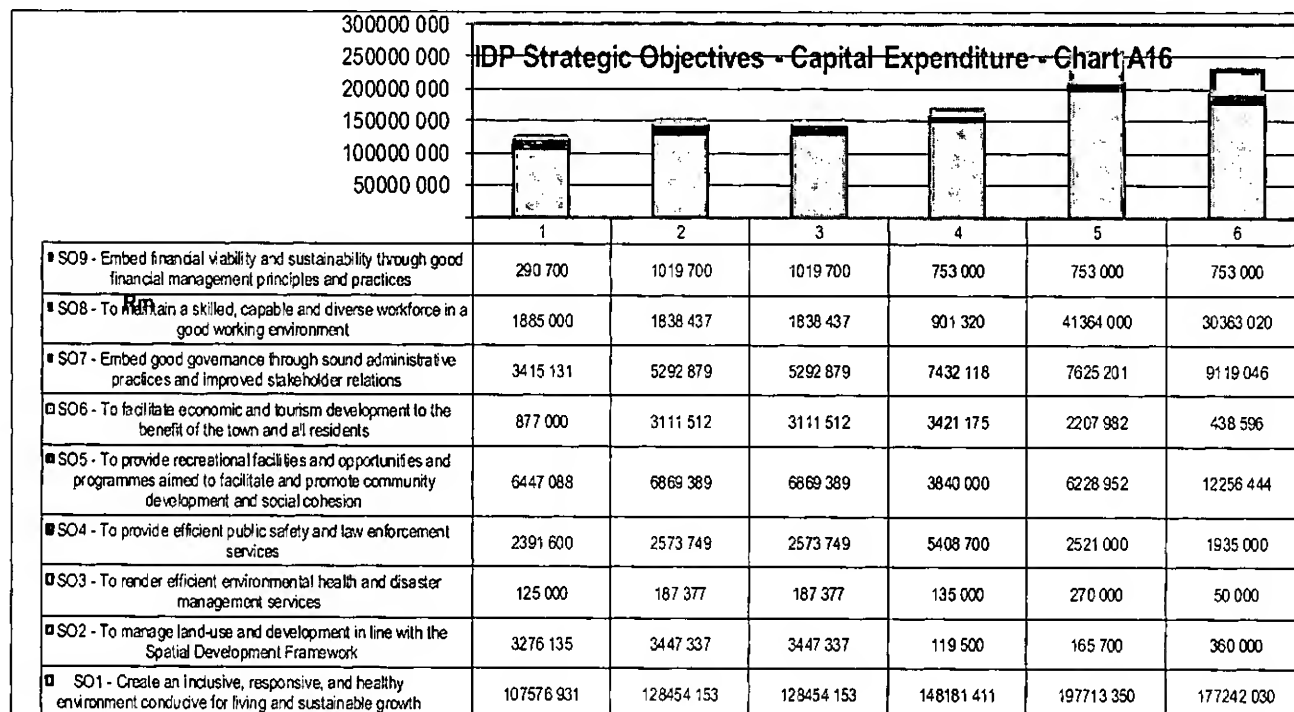 300000 000
250000 000
200000 000
150000 000
100000 000
50000 000
IDP Strategic Objectives - Capital Expenditure - Chart A16
1 2 3 4 5 6
SO9 - Embed financial viability and sustainability through good
financial management principles and practices
290 700 1019 700 1019 700 753 000 753 000 753 000
Rm
SO8 - To maintain a skilled, capable and diverse workforce in a
good working environment
1885 000 1838 437 1838 437 901 320 41364 000 30363 020
SO7 - Embed good governance through sound administrative
practices and improved stakeholder relations
3415 131 5292 879 5292 879 7432 118 7625 201 9119 046
SO6 - To facilitate economic and tourism development to the
benefit of the town and all residents
877 000 3111 512 3111 512 3421 175 2207 982 438 596
SO5 - To provide recreational facilities and opportunities and
programmes aimed to facilitate and promote community
development and social cohesion
6447 088 6869 389 6869 389 3840 000 6228 952 12256 444
SO4 - To provide efficient public safety and law enforcement
services
2391 600 2573 749 2573 749 5408 700 2521 000 1935 000
SO3 - To render efficient environmental health and disaster
management services
125 000 187 377 187 377 135 000 270 000 50 000
SO2 - To manage land-use and development in line with the
Spatial Development Framework
3276 135 3447 337 3447 337 119 500 165 700 360 000
SO1 - Create an inclusive, responsive, and healthy
environment conducive for living and sustainable growth
107576 931 128454 153 128454 153 148181 411 197713 350 177242 030